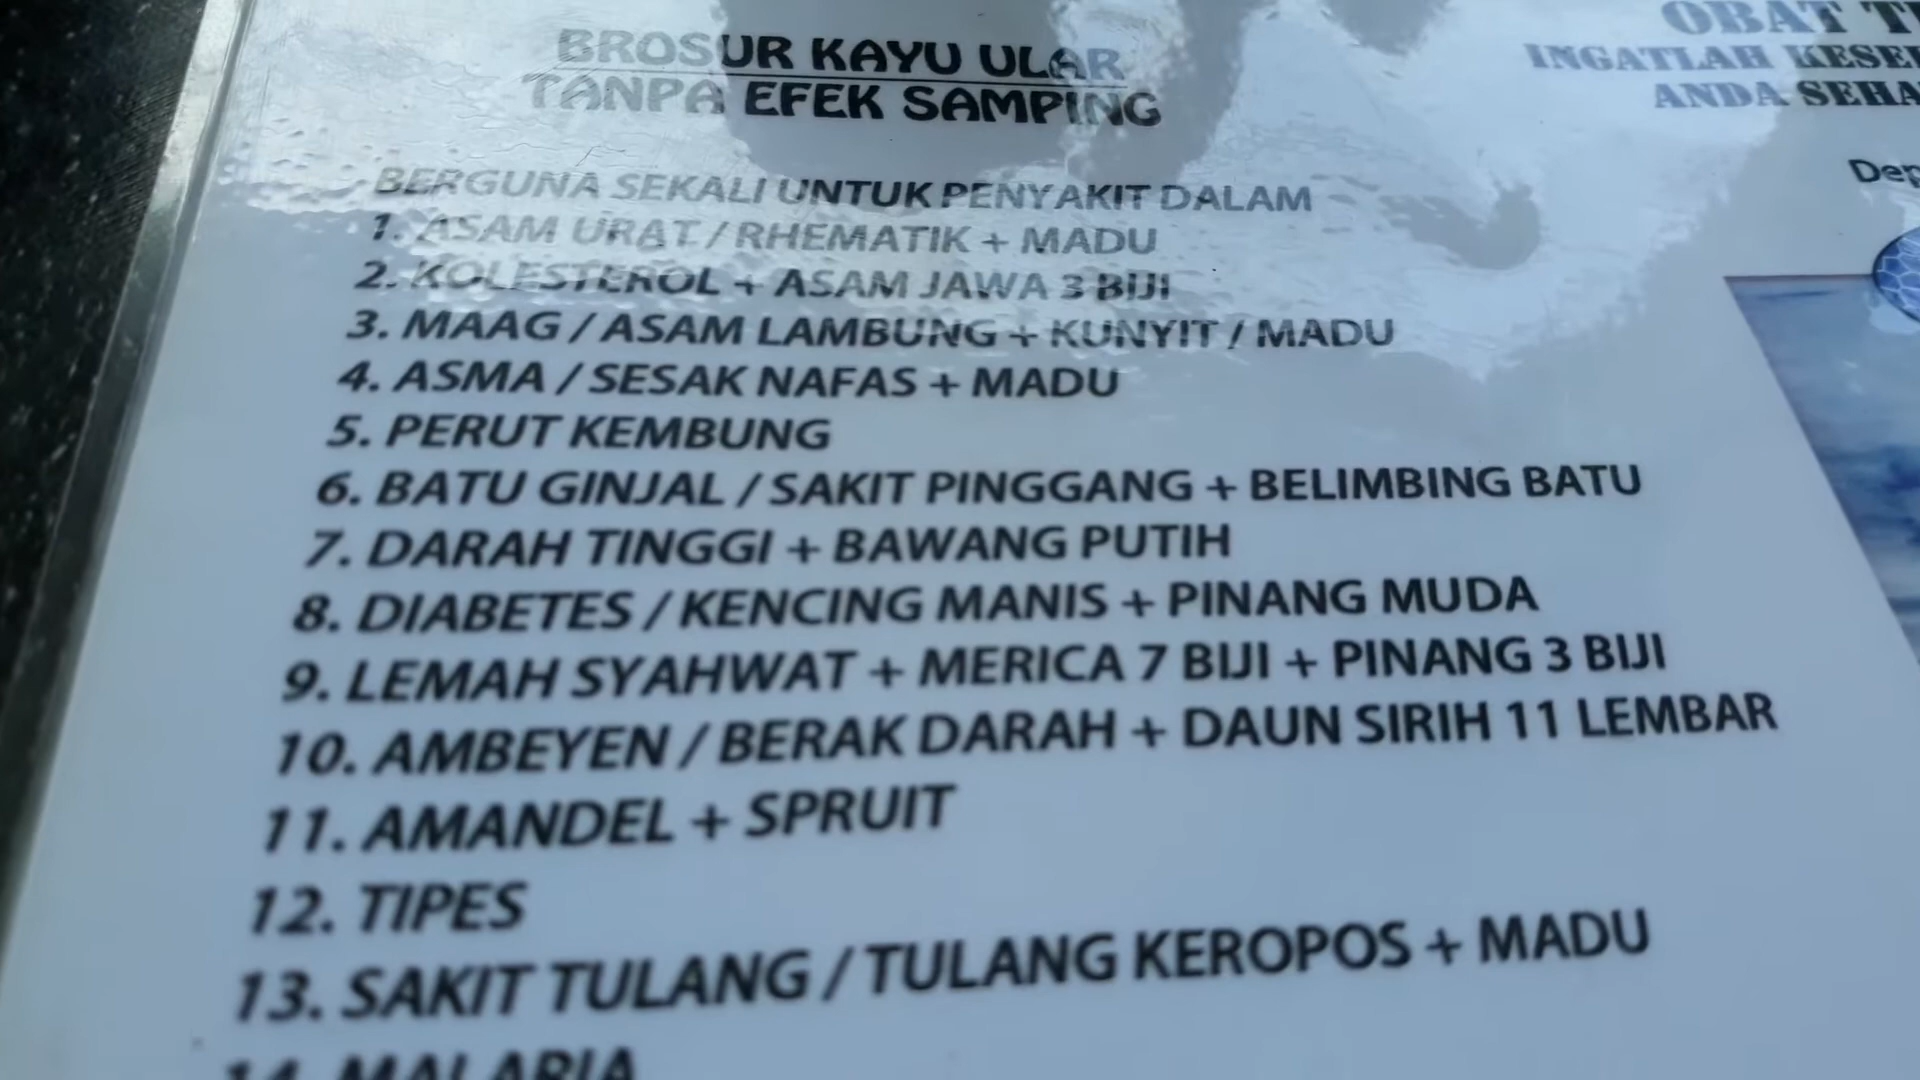 BROSUR KAYU ULAR
TANPA EFEK SAMPING
BERGUNA SEKALI UNTUK PENYAKIT DALAM
1. ASAM URAT / RHEMATIK + MADU
2. KOLESTEROL + ASAM JAWA 3 BIJI
3. MAAG / ASAM LAMBUNG + KUNYIT / MADU
4. ASMA / SESAK NAFAS + MADU
5. PERUT KEMBUNG
6. BATU GINJAL / SAKIT PINGGANG + BELIMBING BATU
7. DARAH TINGGI + BAWANG PUTIH
8. DIABETES / KENCING MANIS + PINANG MUDA
9. LEMAH SYAHWAT + MERICA 7 BIJI + PINANG 3 BIJI
10. AMBEYEN / BERAK DARAH + DAUN SIRIH 11 LEMBAR
11. AMANDEL + SPRUIT
12. TIPES
13. SAKIT TULANG / TULANG KEROPOS + MADU
14. MALARIA
OBAT
INGATLAH
ANDA